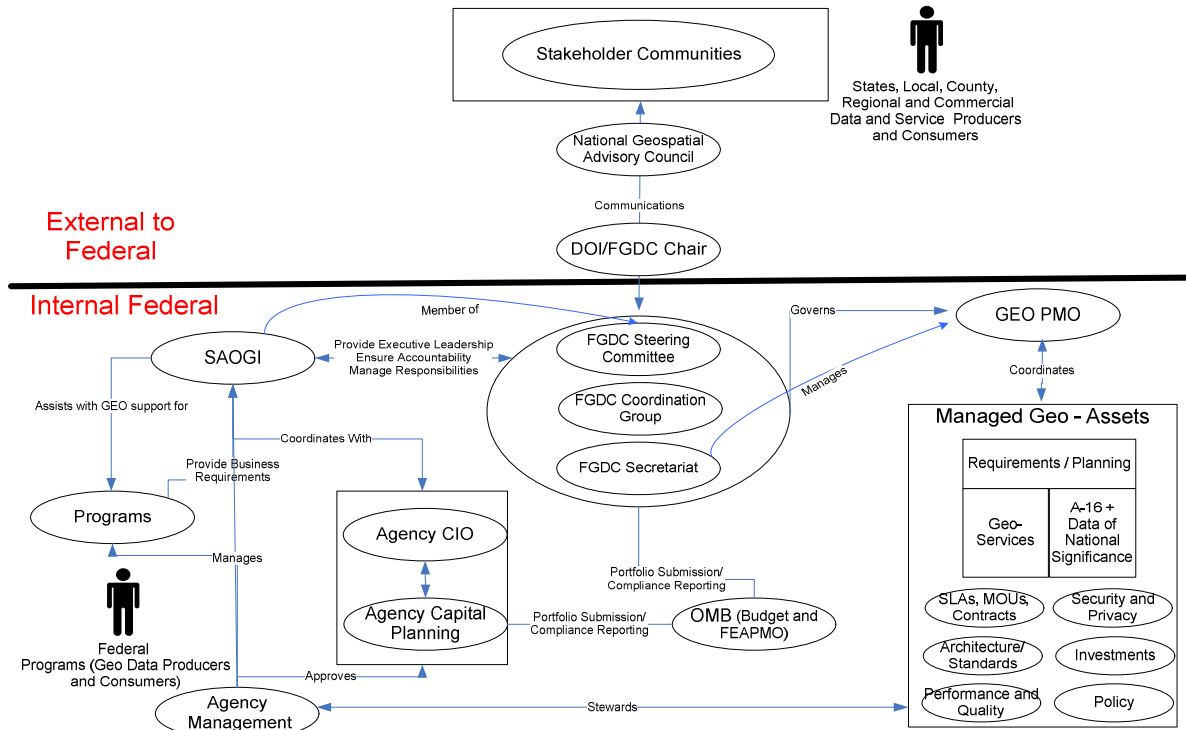 Stakeholder Communities
States, Local, County,
Regional and Commercial
Data and Service Producers
and Consumers
National Geospatial
Advisory Council
Communications
External to
Federal
DOI/FGDC Chair
Internal Federal
Member of
Governs
GEO PMO
SAOGI
Provide Executive Leadership
Ensure Accountability
Manage Responsibilities
FGDC Steering
Committee
Manages
Coordinates
Assists with GEO support for
FGDC Coordination
Group
Managed Geo - Assets
Coordinates With
Requirements / Planning
Provide Business
Requirements
FGDC Secretariat
Programs
Agency CIO
Geo-
Services
A-16 +
Data of
National
Significance
Manages
Portfolio Submission/
Compliance Reporting
Agency Capital
Planning
Portfolio Submission/
Compliance Reporting
OMB (Budget and
FEAPMO)
SLAs, MOUs,
Contracts
Security and
Privacy
Federal
Programs (Geo Data Producers
and Consumers)
Architecture/
Standards
Investments
Approves
Agency
Management
Stewards
Performance and
Quality
Policy